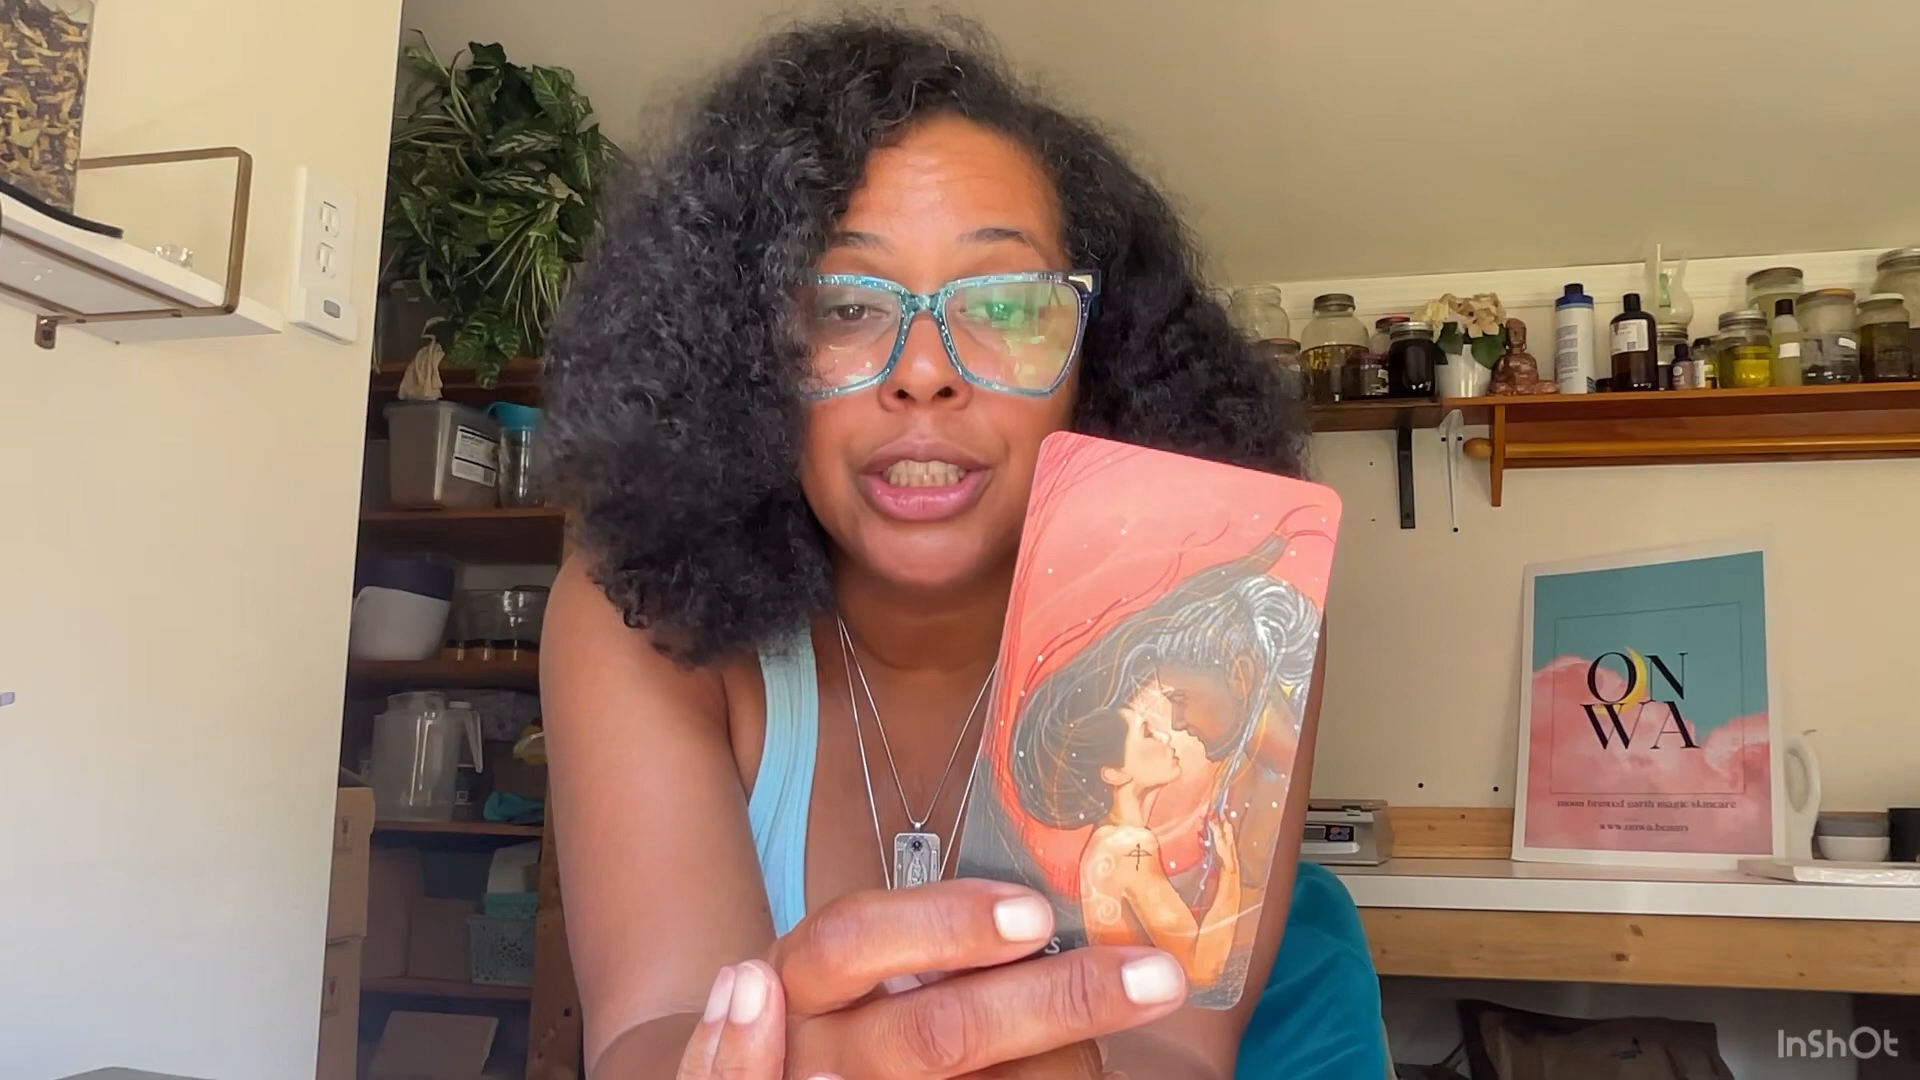 ON
WA
moon brewed earth magic skincare
www.onwa.beauty
S
InShOt